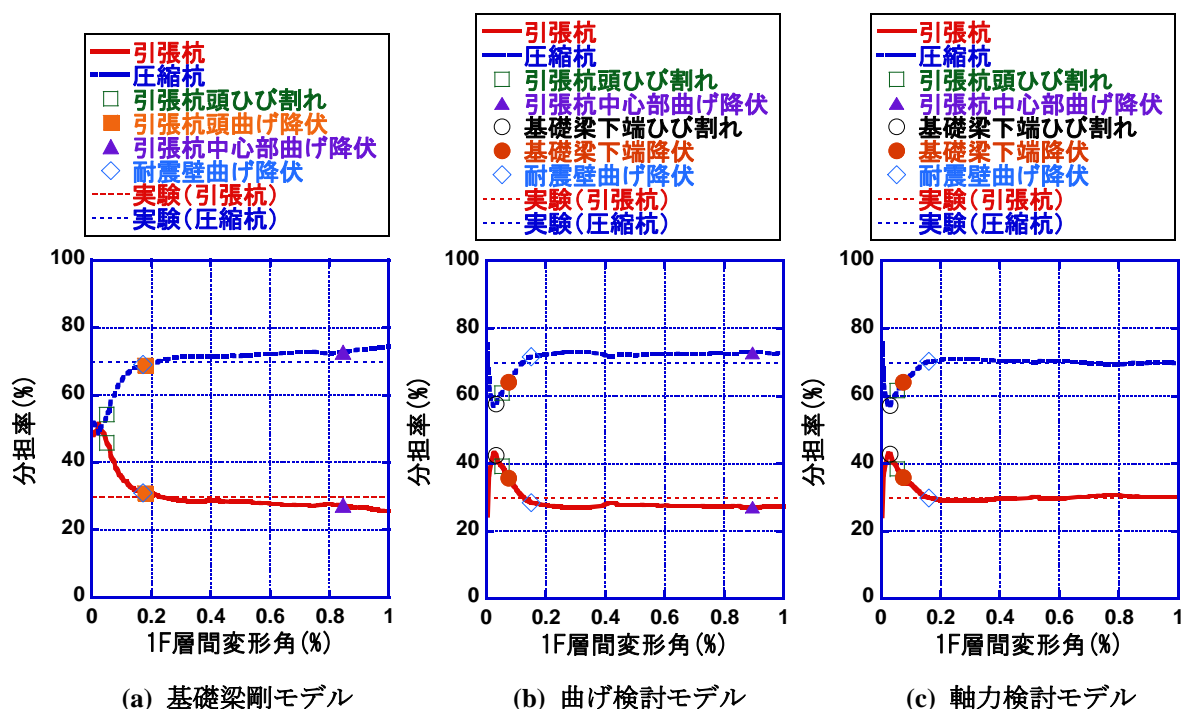 引張杭
圧縮杭
引張杭頭ひび割れ
引張杭頭曲げ降伏
引張杭中心部曲げ降伏
耐震壁曲げ降伏
実験(引張杭)
実験(圧縮杭)
100
80
60
40
20
0
分担率(%)
0 0.2 0.4 0.6 0.8 1
1F層間変形角(%)
(a) 基礎梁剛モデル
引張杭
圧縮杭
引張杭頭ひび割れ
引張杭中心部曲げ降伏
基礎梁下端ひび割れ
基礎梁下端降伏
耐震壁曲げ降伏
実験(引張杭)
実験(圧縮杭)
100
80
60
40
20
0
分担率(%)
0 0.2 0.4 0.6 0.8 1
1F層間変形角(%)
(b) 曲げ検討モデル
引張杭
圧縮杭
引張杭頭ひび割れ
引張杭中心部曲げ降伏
基礎梁下端ひび割れ
基礎梁下端降伏
耐震壁曲げ降伏
実験(引張杭)
実験(圧縮杭)
100
80
60
40
20
0
分担率(%)
0 0.2 0.4 0.6 0.8 1
1F層間変形角(%)
(c) 軸力検討モデル